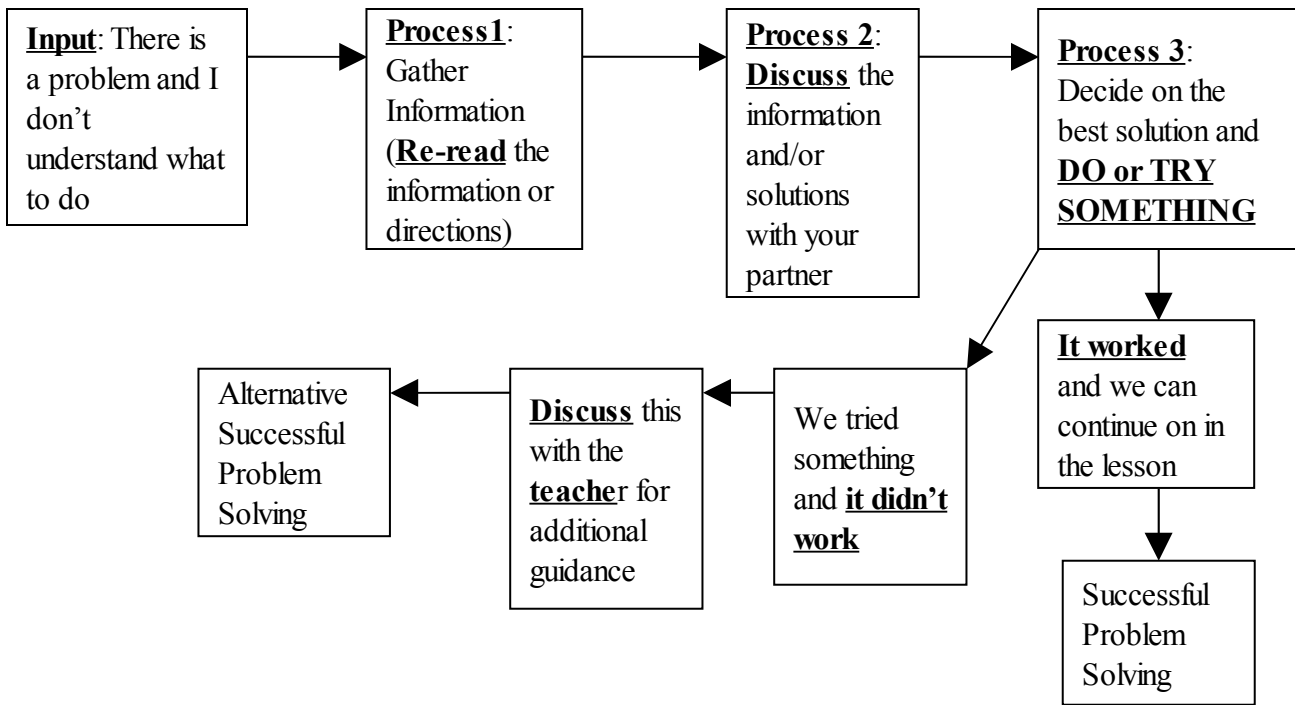 Input: There is
a problem and I
don't
understand what
to do
Process1:
Gather
Information
(Re-read the
information or
directions)
Process 2:
Discuss the
information
and/or
solutions
with your
partner
Process 3:
Decide on the
best solution and
DO or TRY
SOMETHING
It worked
and we can
continue on in
the lesson
Successful
Problem
Solving
We tried
something
and it didn't
work
Discuss this
with the
teacher for
additional
guidance
Alternative
Successful
Problem
Solving